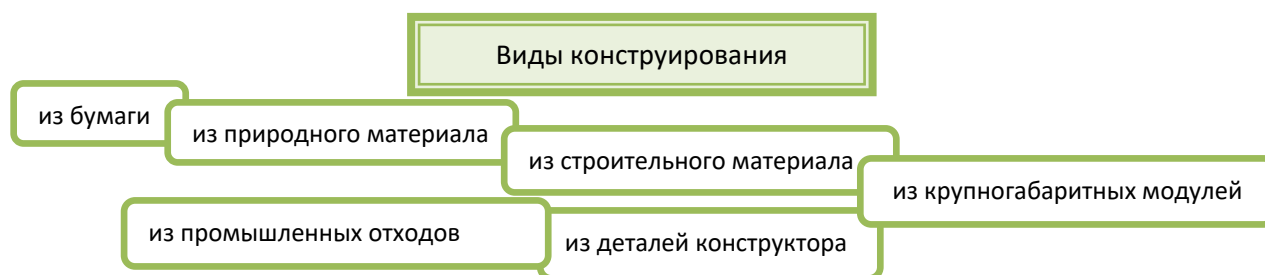 Виды конструирования
из бумаги
из природного материала
из строительного материала
из крупногабаритных модулей
из промышленных отходов
из деталей конструктора